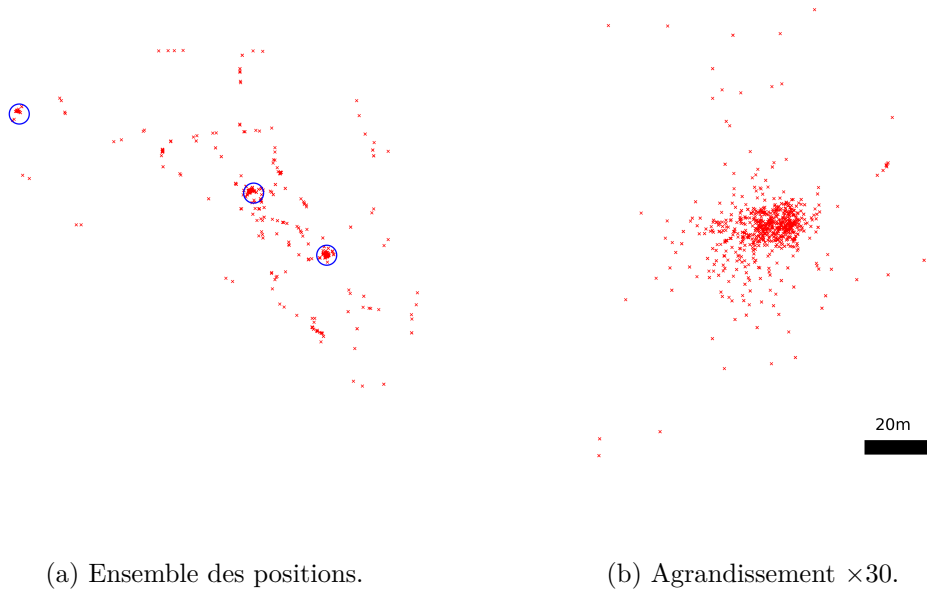 20m
(a) Ensemble des positions.
(b) Agrandissement ×30.